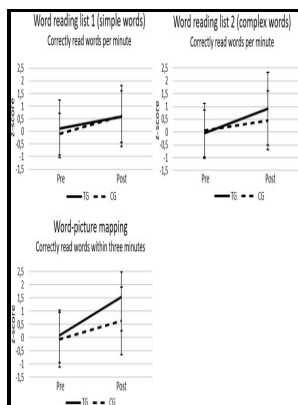 Word reading list 1 (simple words)
Correctly read words per minute
2,5
2
1,5
1
0,5
0
-0,5
-1
-1,5
z-score
Pre Post
TG CG
Word reading list 2 (complex words)
Correctly read words per minute
2,5
2
1,5
1
0,5
0
-0,5
-1
-1,5
z-score
Pre Post
TG CG
Word-picture mapping
Correctly read words within three minutes
2,5
2
1,5
1
0,5
0
-0,5
-1
-1,5
z-score
Pre Post
TG CG